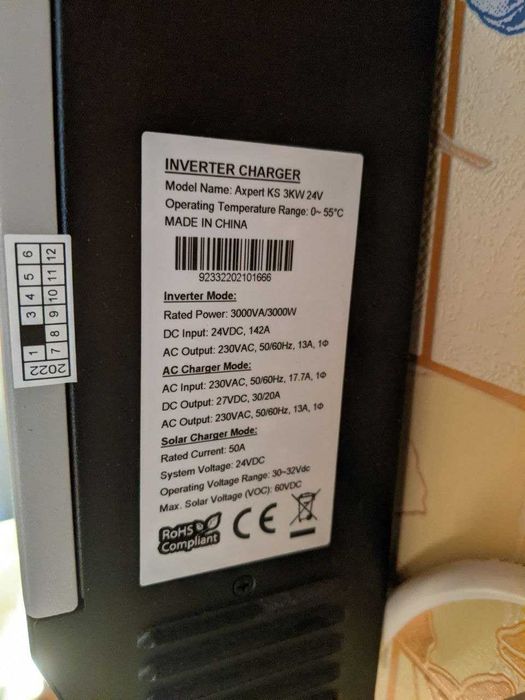 INVERTER CHARGER
Model Name: Axpert KS 3KW 24V
Operating Temperature Range: 0~ 55°C
MADE IN CHINA
92332202101666
Inverter Mode:
Rated Power: 3000VA/3000W
DC Input: 24VDC, 142A
AC Output: 230VAC, 50/60Hz, 13A, 1Φ
AC Charger Mode:
AC Input: 230VAC, 50/60Hz, 17.7A, 1Φ
DC Output: 27VDC, 30/20A
AC Output: 230VAC, 50/60Hz, 13A, 1Φ
Solar Charger Mode:
Rated Current: 50A
System Voltage: 24VDC
Operating Voltage Range: 30~32Vdc
Max. Solar Voltage (VOC): 60VDC
RoHS
Compliant
CE
2022
1 3 4 5 6
7 8 9 10 11 12